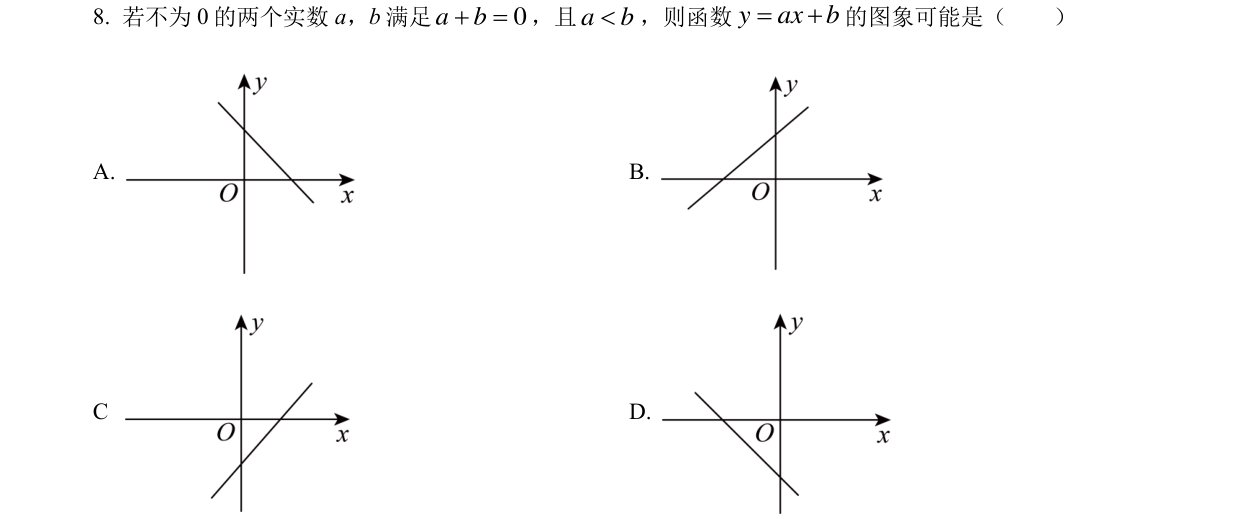 8. 若不为 0 的两个实数 a，b 满足 a+b=0，且 a<b，则函数 y=ax+b 的图象可能是（　　）
y
y
A.
B.
O
x
O
x
y
y
C
D.
O
x
O
x